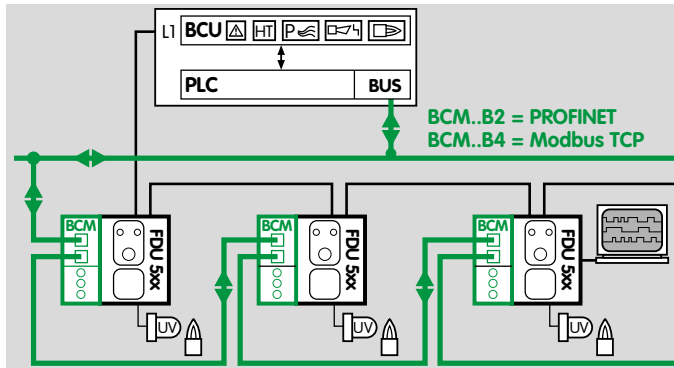 L1 BCU HT P
PLC BUS
BCM..B2 = PROFINET
BCM..B4 = Modbus TCP
BCM FDU 5xx
BCM FDU 5xx
BCM FDU 5xx
UV
UV
UV